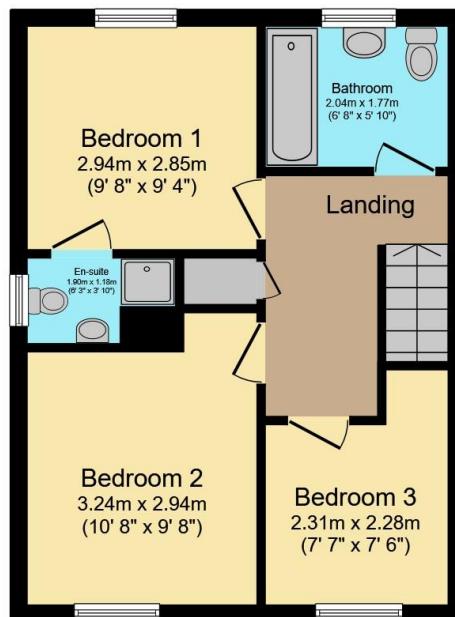 Bathroom
2.04m x 1.77m
(6' 8" x 5' 10")
Bedroom 1
2.94m x 2.85m
(9' 8" x 9' 4")
Landing
En-suite
1.90m x 1.18m
(6' 3" x 3' 10")
Bedroom 2
3.24m x 2.94m
(10' 8" x 9' 8")
Bedroom 3
2.31m x 2.28m
(7' 7" x 7' 6")